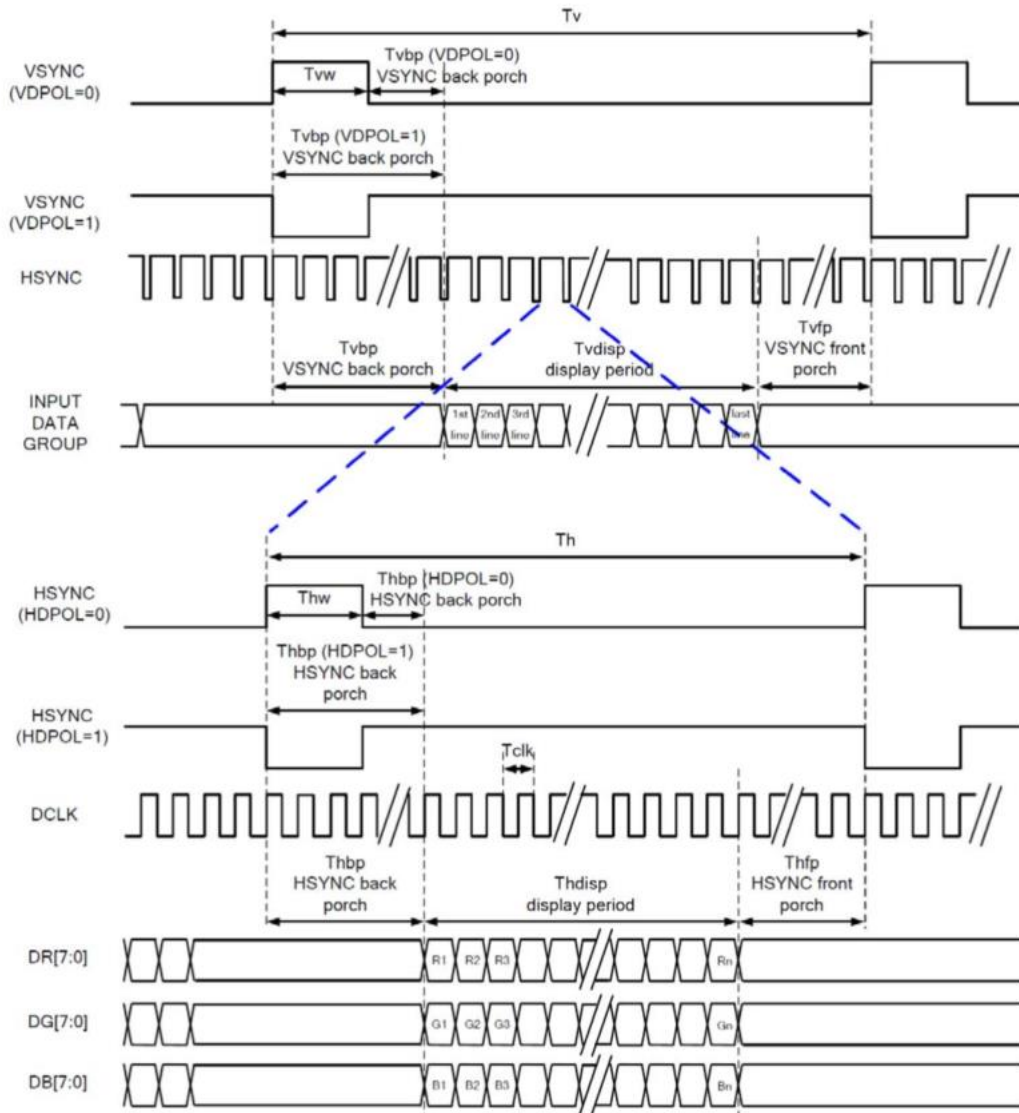 Tv
VSYNC
(VDPOL=0)
Tvw
Tvbp (VDPOL=0)
VSYNC back porch
Tvbp (VDPOL=1)
VSYNC back porch
VSYNC
(VDPOL=1)
HSYNC
Tvbp
VSYNC back porch
Tvdisp
display period
Tvfp
VSYNC front
porch
INPUT
DATA
GROUP
1st
line
2nd
line
3rd
line
last
line
Th
HSYNC
(HDPOL=0)
Thw
Thbp (HDPOL=0)
HSYNC back porch
Thbp (HDPOL=1)
HSYNC back
porch
HSYNC
(HDPOL=1)
Tclk
DCLK
Thbp
HSYNC back
porch
Thdisp
display period
Thfp
HSYNC front
porch
DR[7:0]
R1 R2 R3 Rn
DG[7:0]
G1 G2 G3 Gn
DB[7:0]
B1 B2 B3 Bn